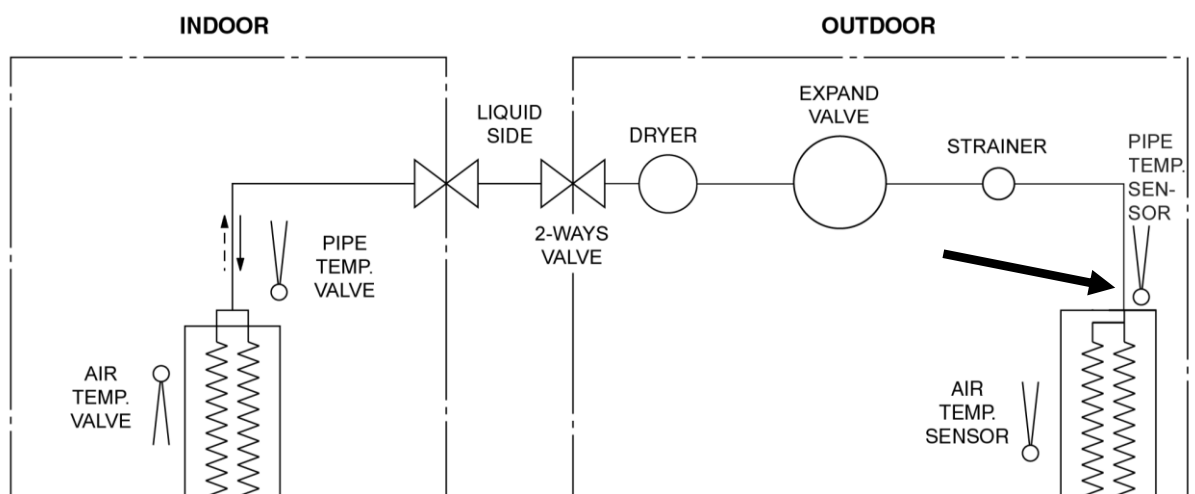 INDOOR
OUTDOOR
LIQUID
SIDE
DRYER
EXPAND
VALVE
STRAINER
PIPE
TEMP.
SEN-
SOR
2-WAYS
VALVE
PIPE
TEMP.
VALVE
AIR
TEMP.
VALVE
AIR
TEMP.
SENSOR